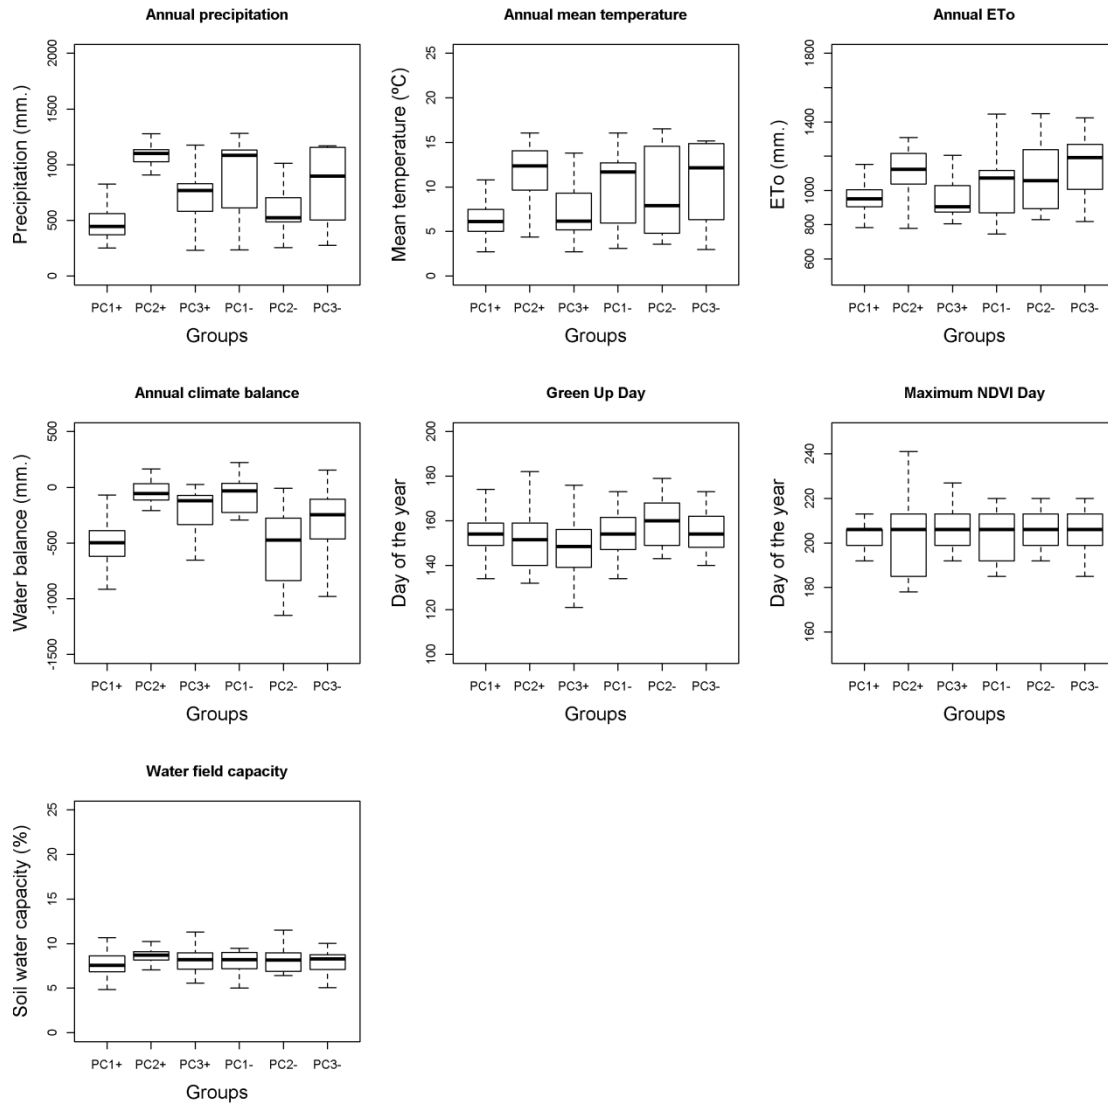 Annual precipitation
Precipitation (mm.)
2000
1500
1000
500
0
PC1+ PC2+ PC3+ PC1- PC2- PC3-
Groups
Annual mean temperature
Mean temperature (ºC)
25
20
15
10
5
0
PC1+ PC2+ PC3+ PC1- PC2- PC3-
Groups
Annual ETo
ETo (mm.)
1800
1400
1000
800
600
PC1+ PC2+ PC3+ PC1- PC2- PC3-
Groups
Annual climate balance
Water balance (mm.)
500
0
-500
-1000
-1500
PC1+ PC2+ PC3+ PC1- PC2- PC3-
Groups
Green Up Day
Day of the year
200
180
160
140
120
100
PC1+ PC2+ PC3+ PC1- PC2- PC3-
Groups
Maximum NDVI Day
Day of the year
240
220
200
180
160
PC1+ PC2+ PC3+ PC1- PC2- PC3-
Groups
Water field capacity
Soil water capacity (%)
25
20
15
10
5
0
PC1+ PC2+ PC3+ PC1- PC2- PC3-
Groups